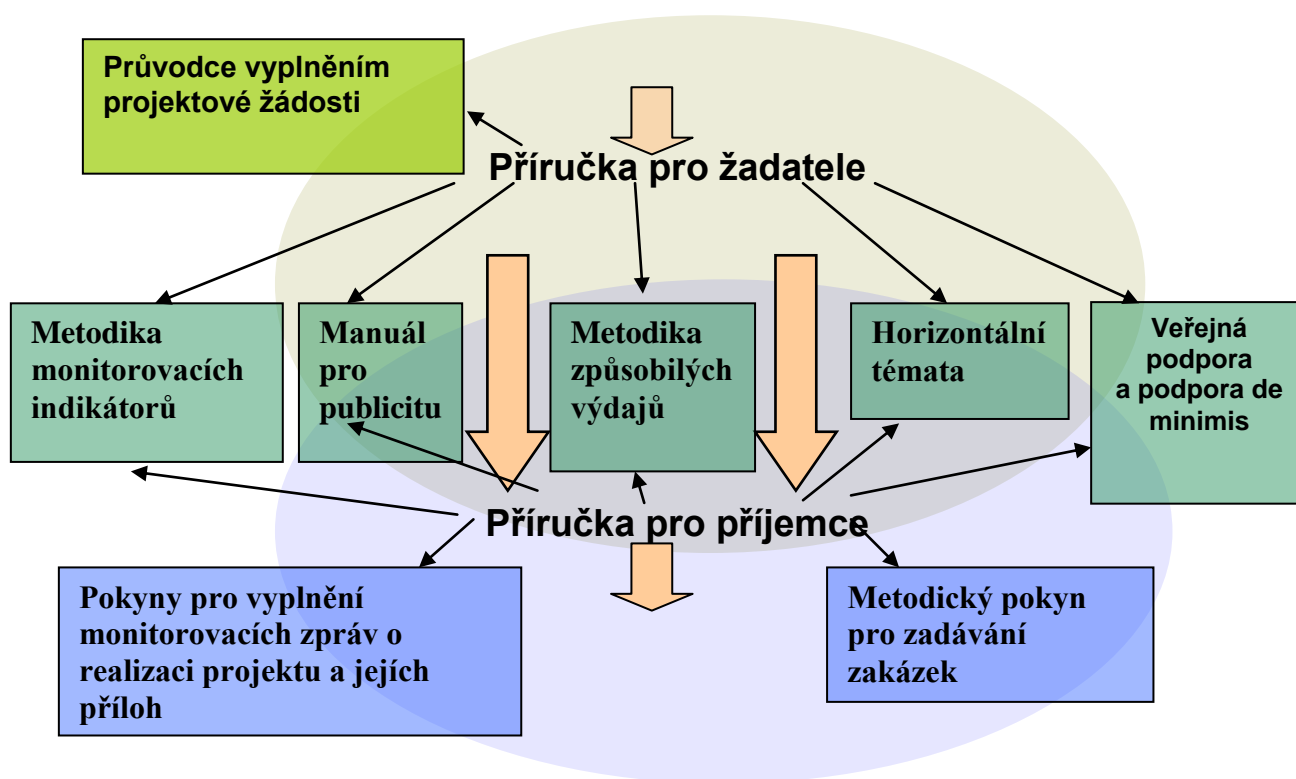 Průvodce vyplněním
projektové žádosti
Příručka pro žadatele
Metodika
monitorovacích
indikátorů
Manuál
pro
publicitu
Metodika
způsobilých
výdajů
Horizontální
témata
Veřejná
podpora
a podpora de
minimis
Příručka pro příjemce
Pokyny pro vyplnění
monitorovacích zpráv o
realizaci projektu a jejích
příloh
Metodický pokyn
pro zadávání
zakázek